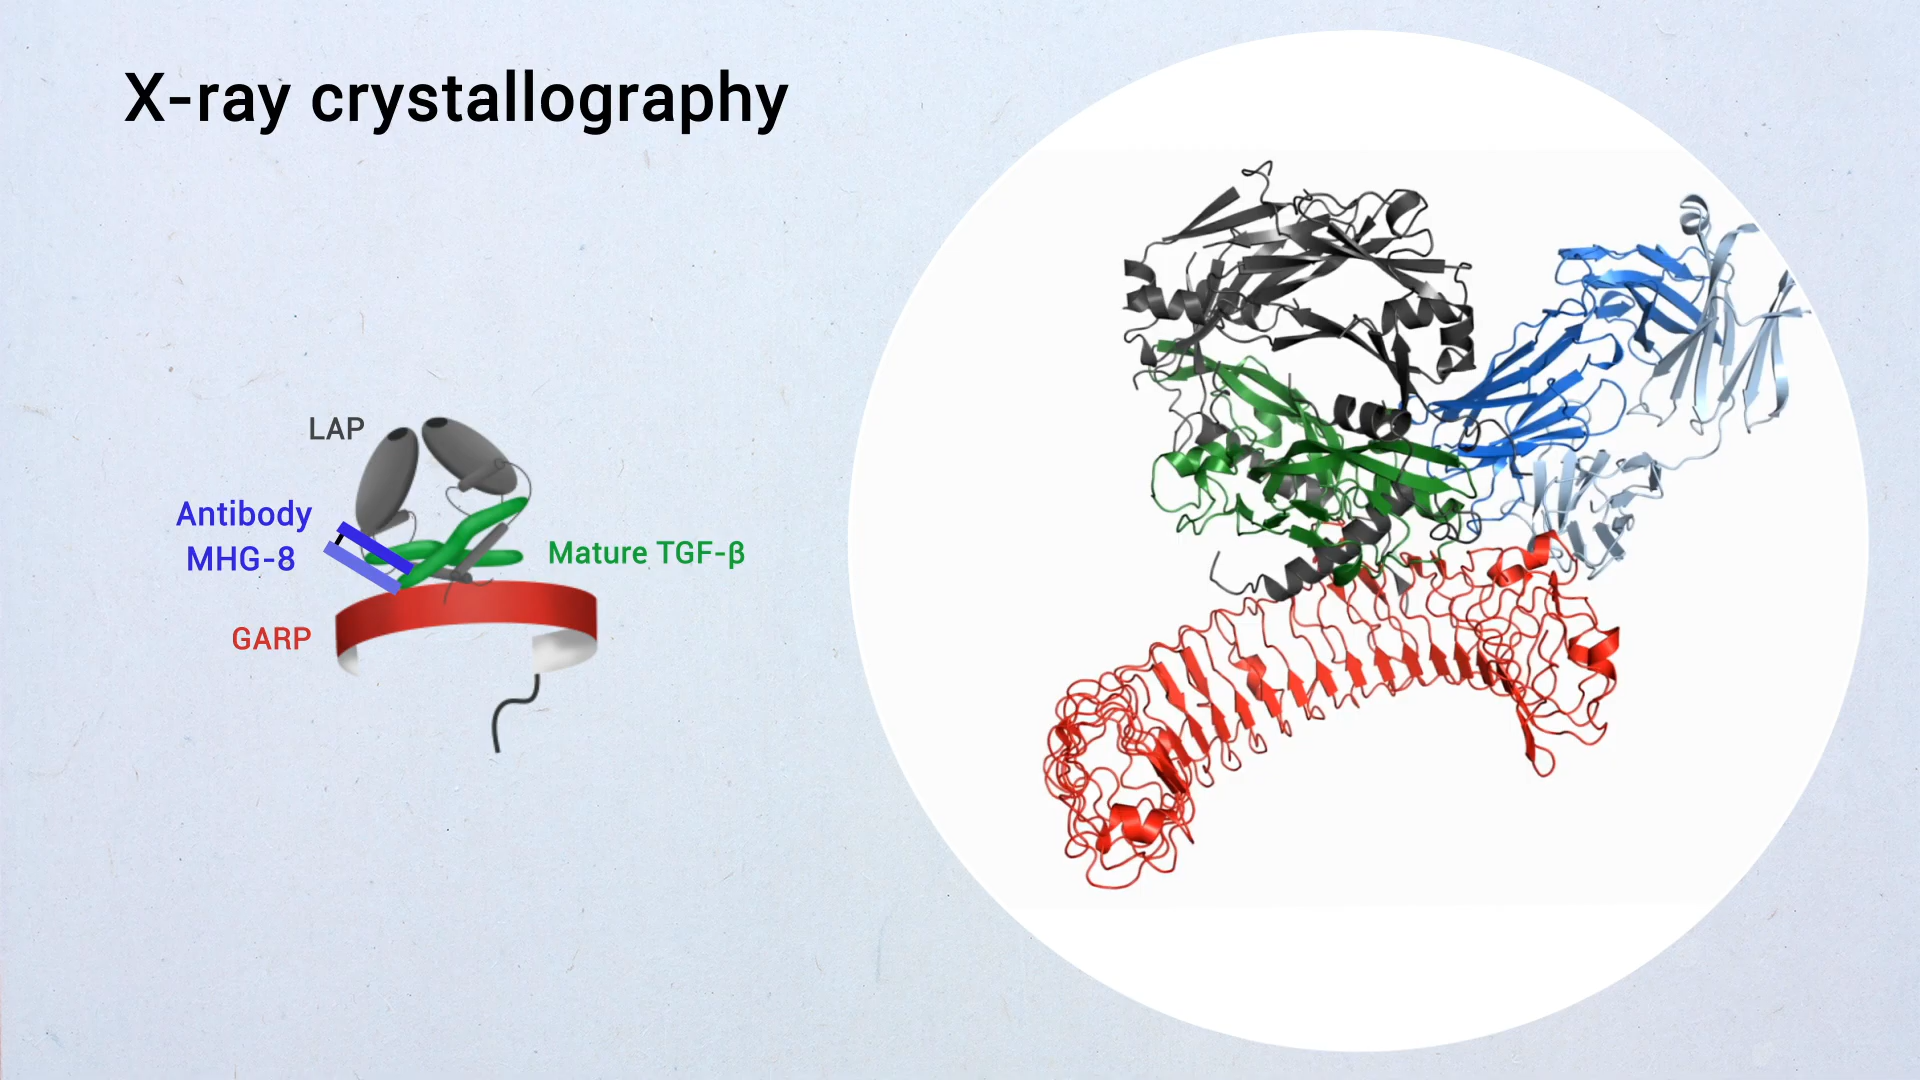 X-ray crystallography
LAP
Antibody
MHG-8
Mature TGF-β
GARP